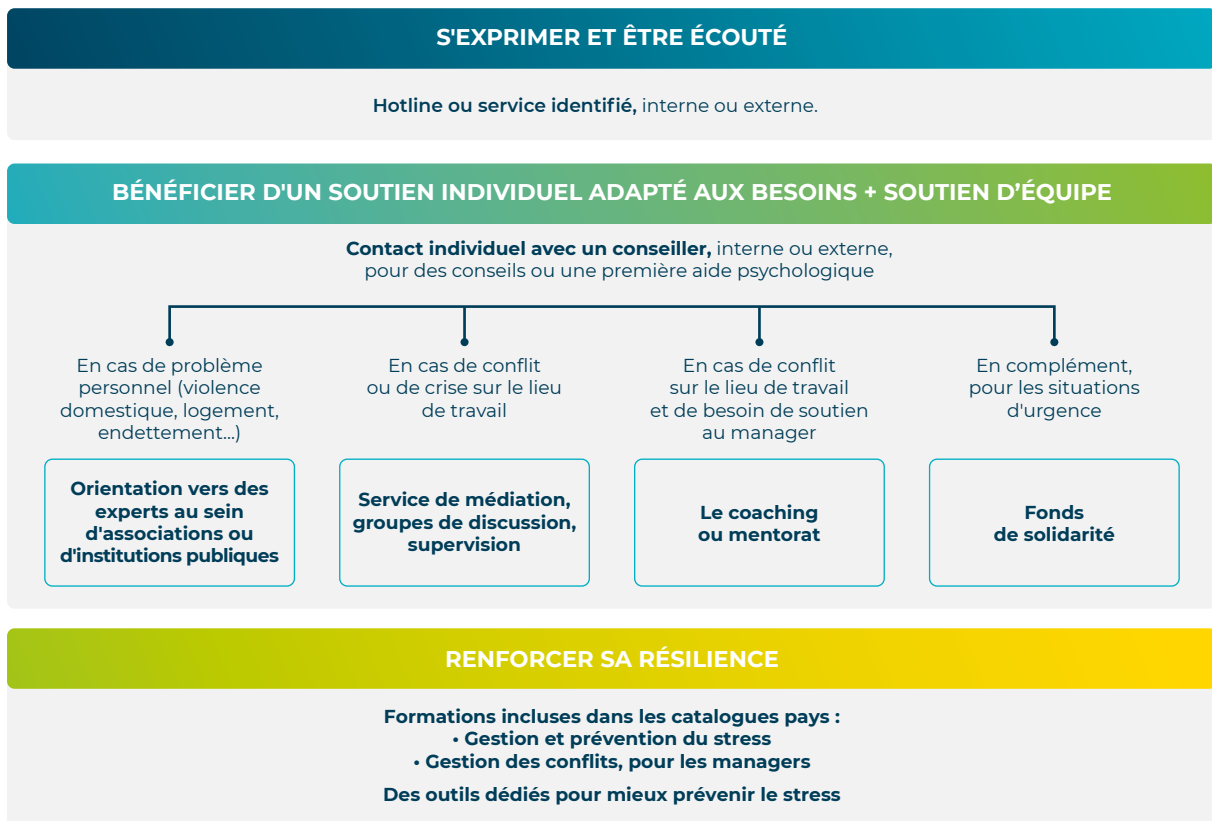 S'EXPRIMER ET ÊTRE ÉCOUTÉ
Hotline ou service identifié, interne ou externe.
BÉNÉFICIER D'UN SOUTIEN INDIVIDUEL ADAPTÉ AUX BESOINS + SOUTIEN D’ÉQUIPE
Contact individuel avec un conseiller, interne ou externe,
pour des conseils ou une première aide psychologique
En cas de problème
personnel (violence
domestique, logement,
endettement...)
Orientation vers des
experts au sein
d'associations ou
d'institutions publiques
En cas de conflit
ou de crise sur le lieu
de travail
Service de médiation,
groupes de discussion,
supervision
En cas de conflit
sur le lieu de travail
et de besoin de soutien
au manager
Le coaching
ou mentorat
En complément,
pour les situations
d'urgence
Fonds
de solidarité
RENFORCER SA RÉSILIENCE
Formations incluses dans les catalogues pays :
• Gestion et prévention du stress
• Gestion des conflits, pour les managers
Des outils dédiés pour mieux prévenir le stress